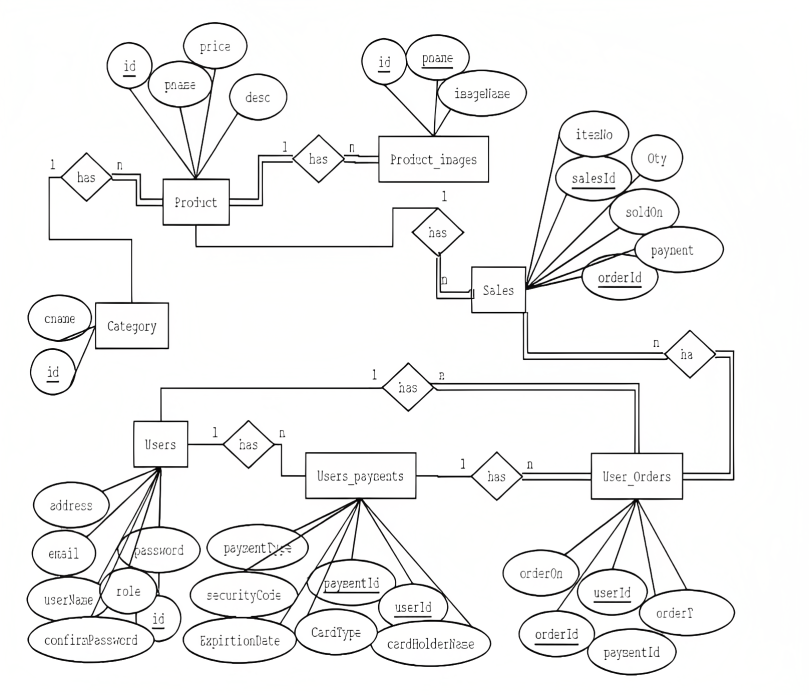 price
id
pname
desc
id
pname
imageName
itemNo
Qty
salesId
soldOn
payment
orderId
1
has
n
Product
1
has
n
Product_images
1
has
n
Sales
cname
Category
id
n
ha
1
has
n
Users
1
has
n
Users_payments
1
has
n
User_Orders
address
email
password
userName
role
id
confirmPassword
paymentType
securityCode
paymentId
userId
ExpirtionDate
CardType
cardHolderName
orderOn
userId
orderT
orderId
paymentId